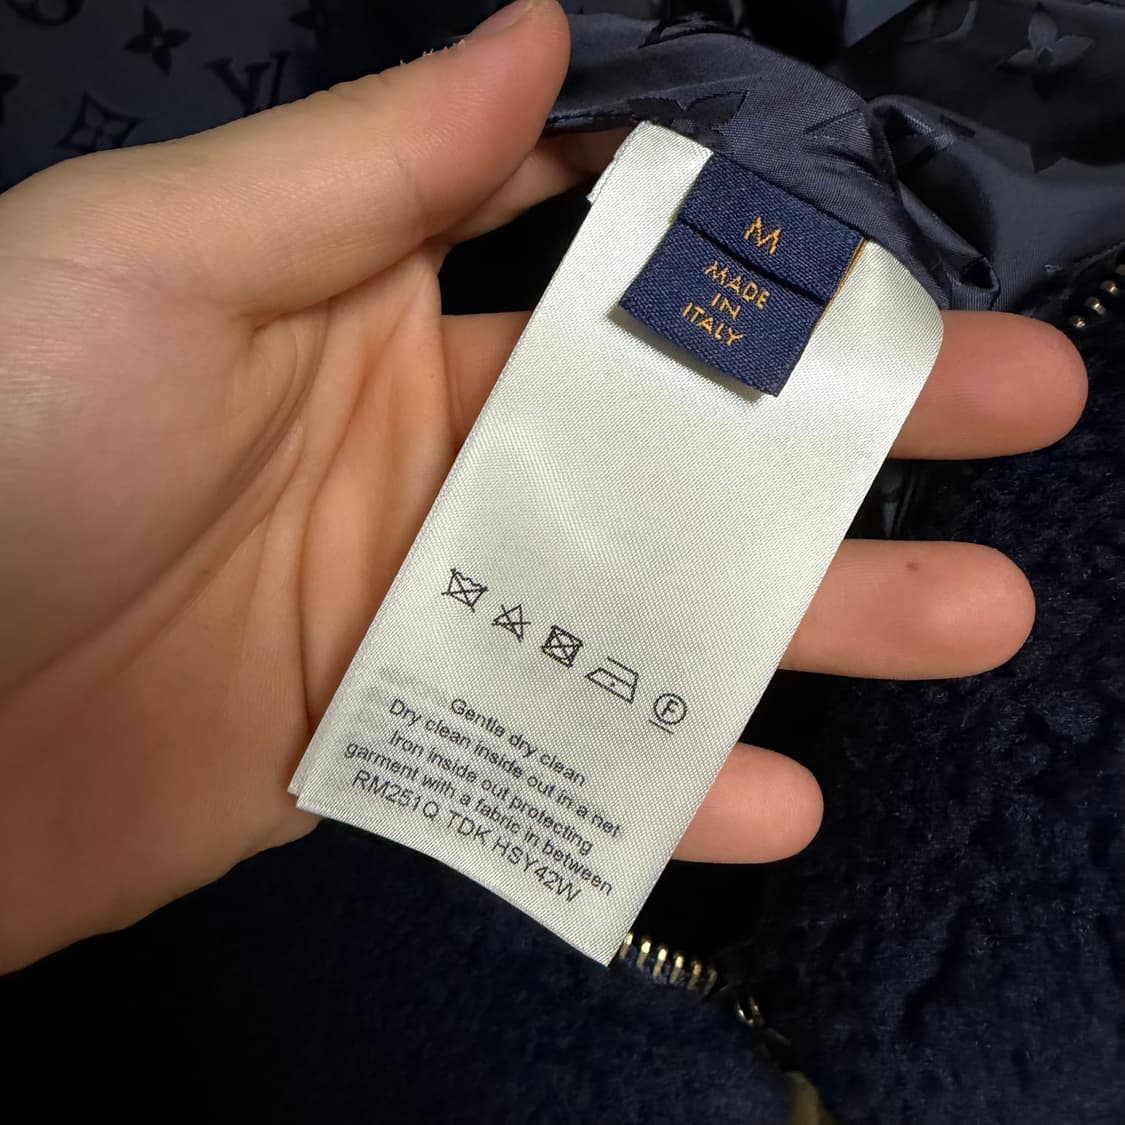 LV
M
MADE
IN
ITALY
F
Gentle dry clean
Dry clean inside out in a net
Iron inside out protecting
garment with a fabric in between
RM251Q TDK HSY42W